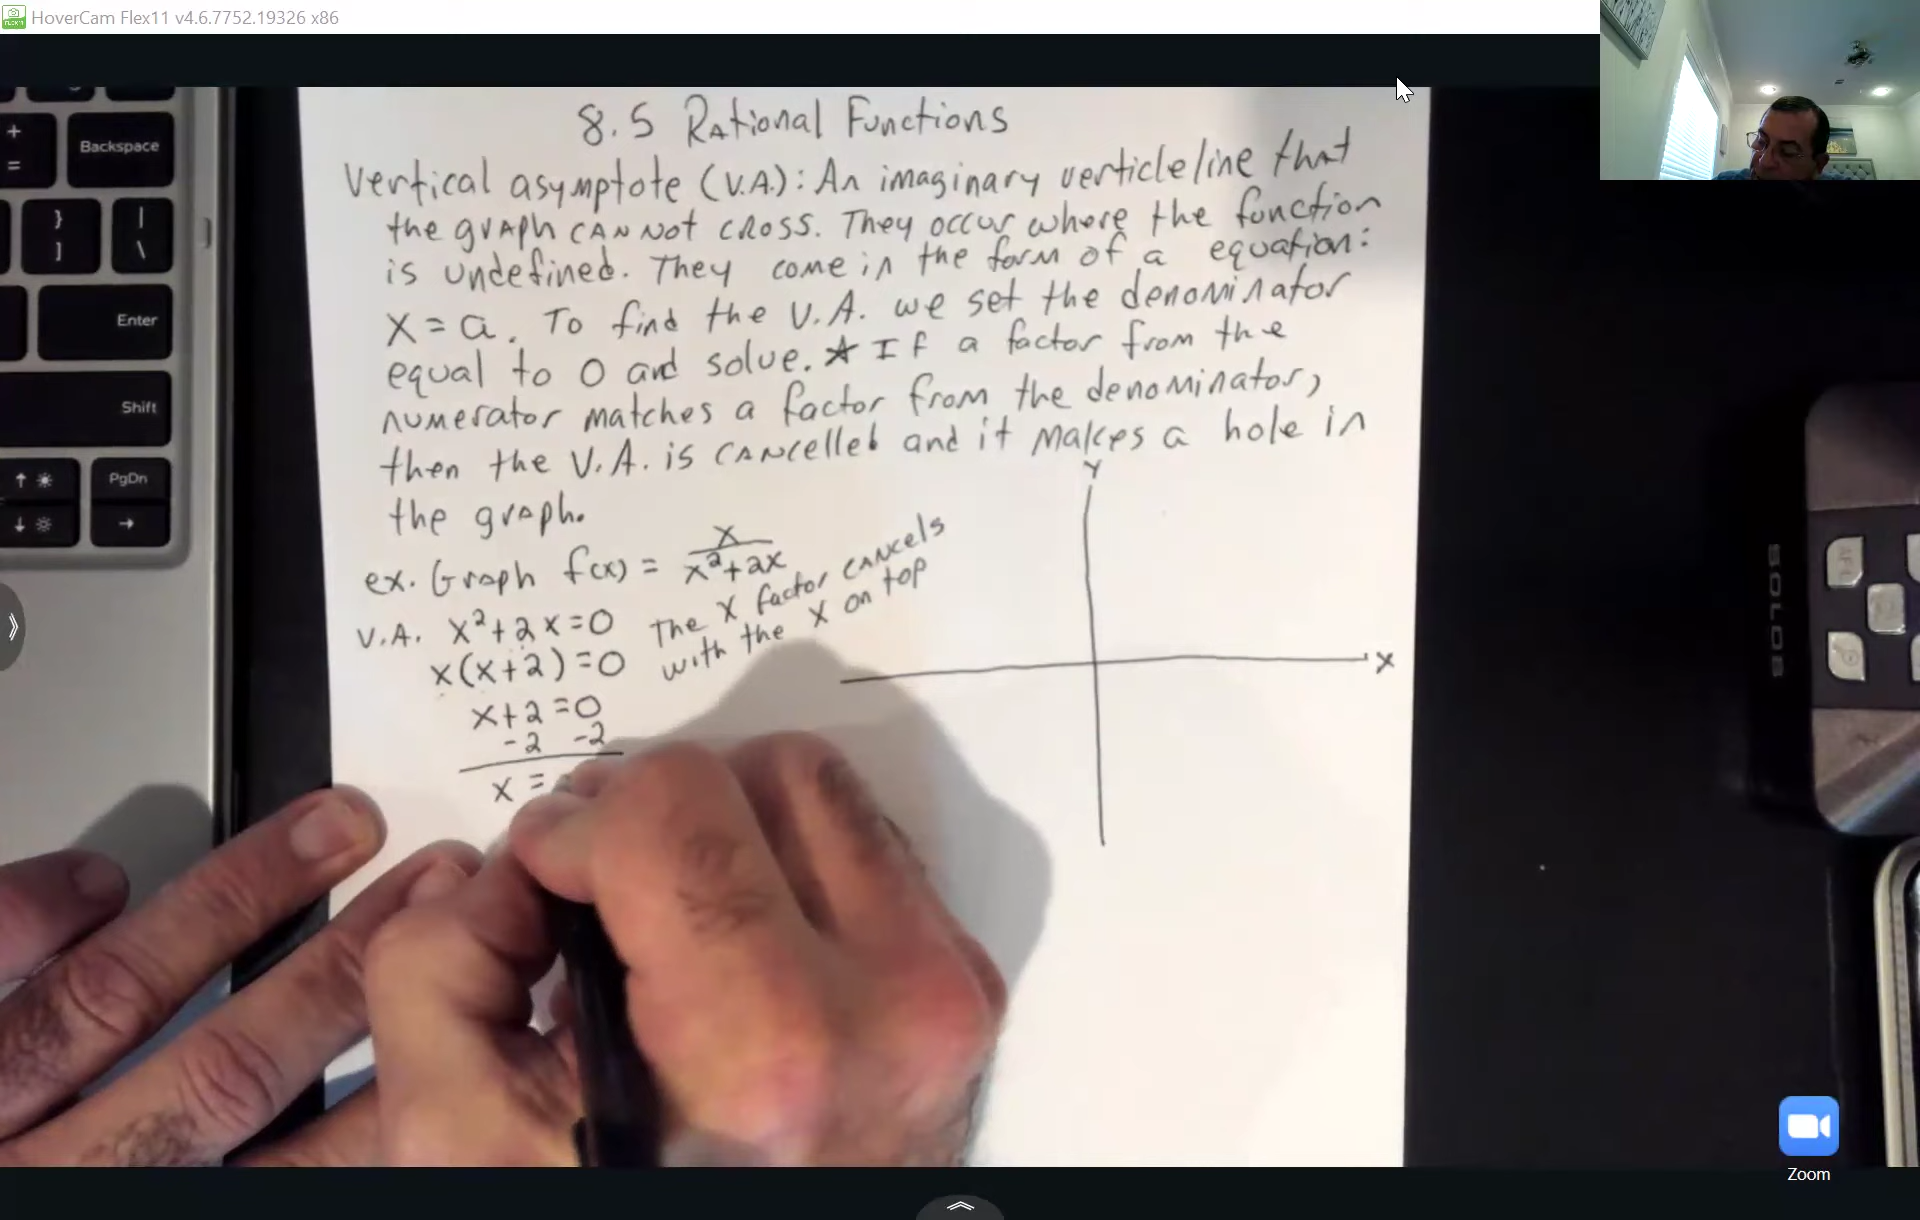 HoverCam Flex11 v4.6.7752.19326 x86
8.5 Rational Functions
Vertical asymptote (V.A.): An imaginary verticle line that
the graph cannot cross. They occur where the function
is undefined. They come in the form of a equation:
x = a. To find the V.A. we set the denominator
equal to 0 and solve. ★ If a factor from the
numerator matches a factor from the denominator,
then the V.A. is cancelled and it makes a hole in
the graph.
ex. Graph f(x) = x/(x²+2x)
The x factor cancels
with the x on top
V.A. x²+2x=0
x(x+2)=0
x+2=0
-2 -2
x =
Y
X
+
=
Backspace
}
]
|
\
Enter
Shift
↑
PgDn
↓
→
BOLDS
Zoom